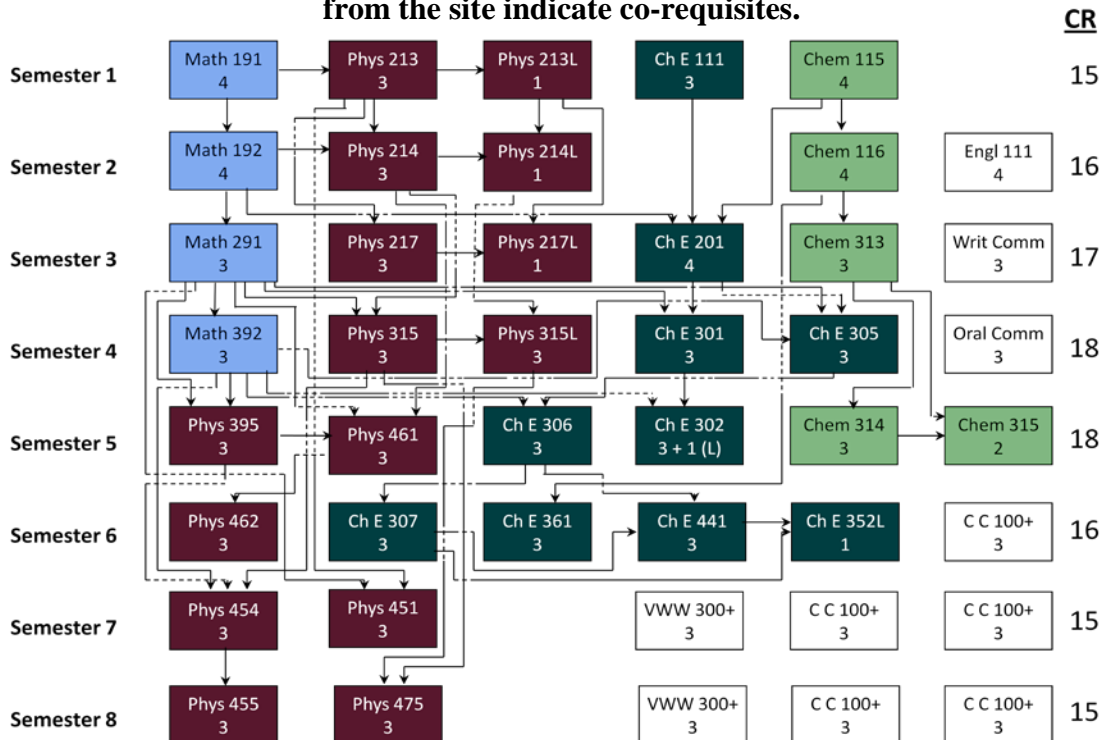 from the site indicate co-requisites.
CR
Semester 1
Math 191
4
Phys 213
3
Phys 213L
1
Ch E 111
3
Chem 115
4
15
Semester 2
Math 192
4
Phys 214
3
Phys 214L
1
Chem 116
4
Engl 111
4
16
Semester 3
Math 291
3
Phys 217
3
Phys 217L
1
Ch E 201
4
Chem 313
3
Writ Comm
3
17
Semester 4
Math 392
3
Phys 315
3
Phys 315L
3
Ch E 301
3
Ch E 305
3
Oral Comm
3
18
Semester 5
Phys 395
3
Phys 461
3
Ch E 306
3
Ch E 302
3 + 1 (L)
Chem 314
3
Chem 315
2
18
Semester 6
Phys 462
3
Ch E 307
3
Ch E 361
3
Ch E 441
3
Ch E 352L
1
C C 100+
3
16
Semester 7
Phys 454
3
Phys 451
3
VWW 300+
3
C C 100+
3
C C 100+
3
15
Semester 8
Phys 455
3
Phys 475
3
VWW 300+
3
C C 100+
3
C C 100+
3
15